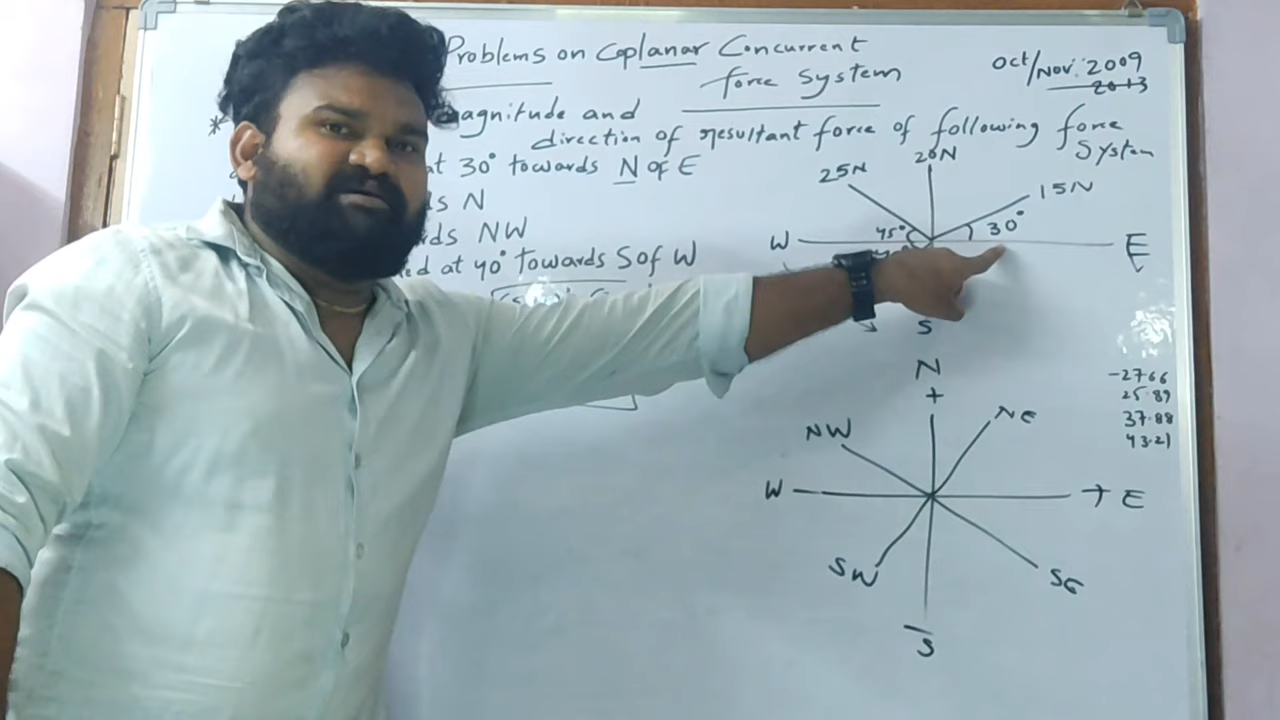 Problems on Coplanar Concurrent
force System
Oct/Nov: 2009
2013
*
agnitude and
direction of resultant force of following force
System
at 30° towards N of E
ds N
rds NW
ed at 40° towards S of W
25N
20N
15N
45°
30°
W
E
S
N
+
NW
NE
W
+ E
SW
SE
S
-27.66
25.89
37.88
43.21